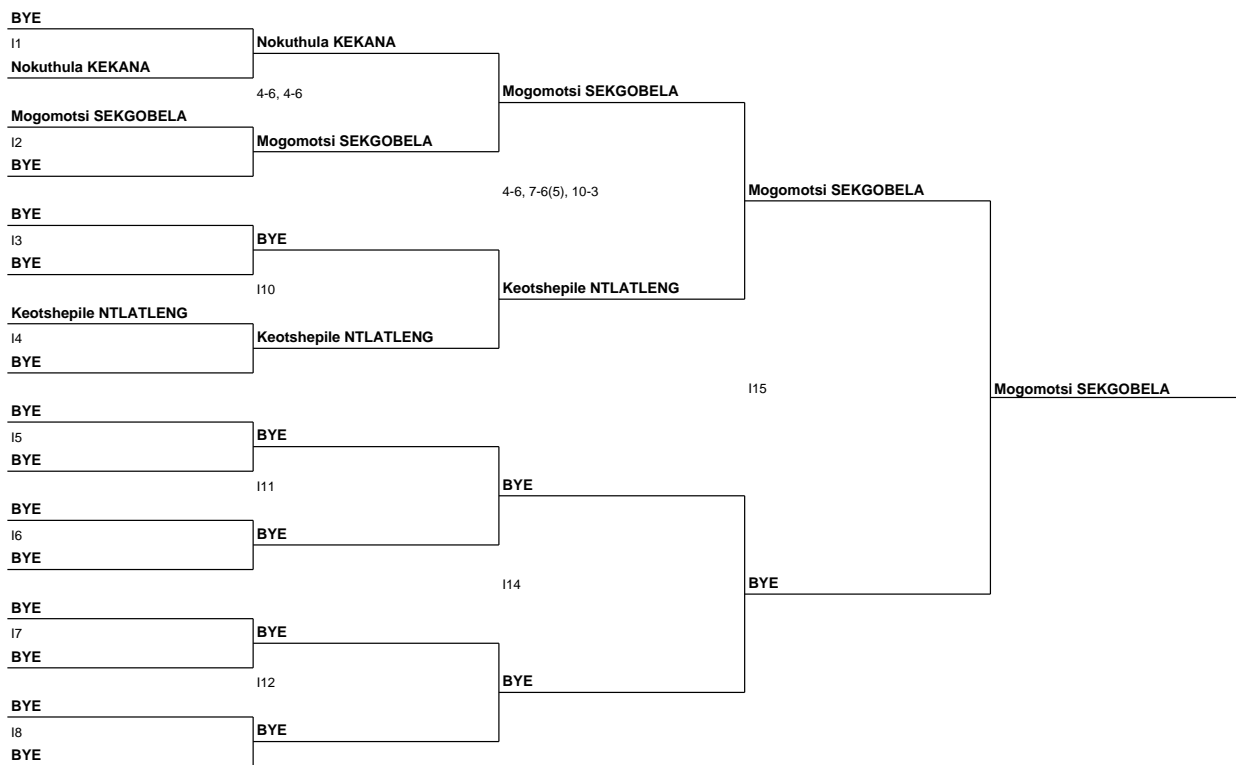 BYE
I1
Nokuthula KEKANA
Nokuthula KEKANA
4-6, 4-6
Mogomotsi SEKGOBELA
Mogomotsi SEKGOBELA
I2
Mogomotsi SEKGOBELA
BYE
4-6, 7-6(5), 10-3
Mogomotsi SEKGOBELA
BYE
I3
BYE
BYE
I10
Keotshepile NTLATLENG
Keotshepile NTLATLENG
I4
Keotshepile NTLATLENG
BYE
I15
Mogomotsi SEKGOBELA
BYE
I5
BYE
BYE
I11
BYE
BYE
I6
BYE
BYE
I14
BYE
BYE
I7
BYE
BYE
I12
BYE
BYE
I8
BYE
BYE